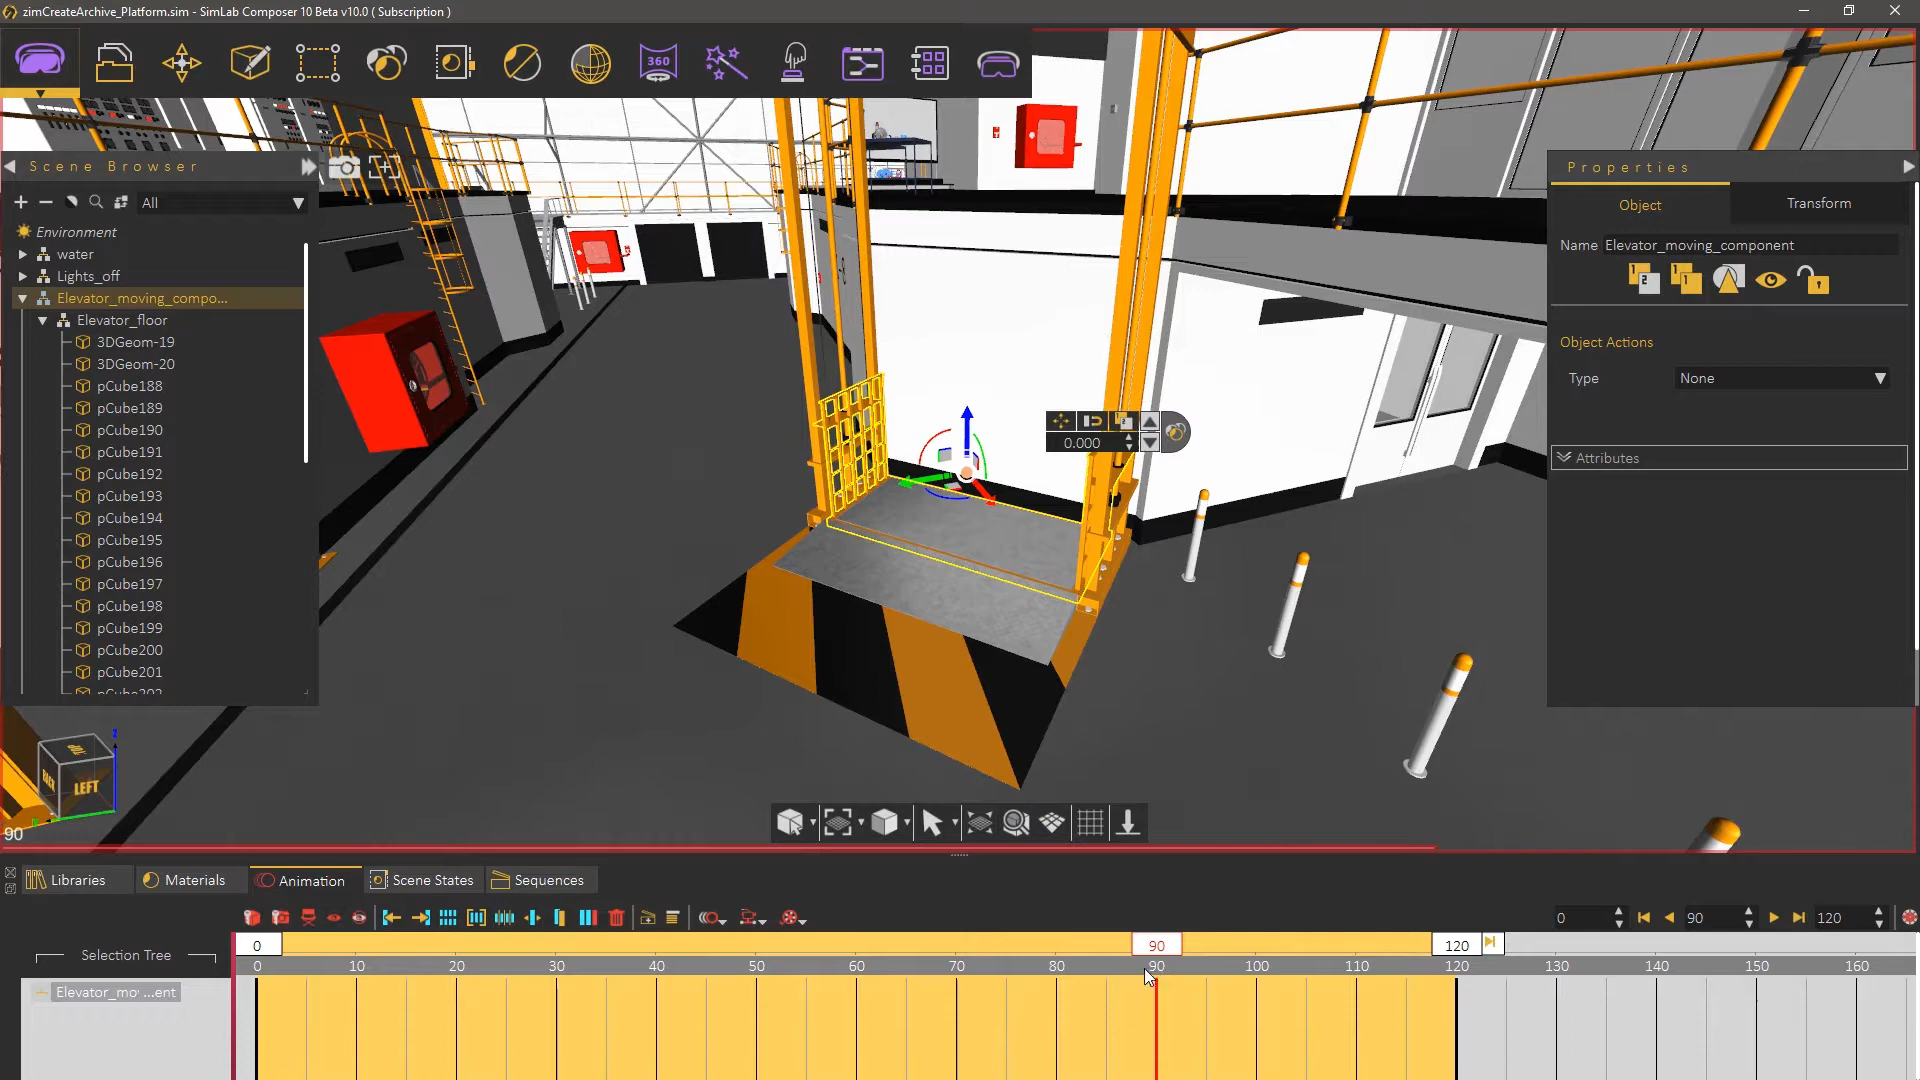 zimCreateArchive_Platform.sim - SimLab Composer 10 Beta v10.0 ( Subscription )
360
Scene Browser
All
Environment
water
Lights_off
Elevator_moving_compo...
Elevator_floor
3DGeom-19
3DGeom-20
pCube188
pCube189
pCube190
pCube191
pCube192
pCube193
pCube194
pCube195
pCube196
pCube197
pCube198
pCube199
pCube200
pCube201
pCube202
0.000
Properties
Object
Transform
Name Elevator_moving_component
Object Actions
Type None
Attributes
TOP
BACK
LEFT
z
90
Libraries
Materials
Animation
Scene States
Sequences
0 90 120
Selection Tree
0 90 120
0 10 20 30 40 50 60 70 80 90 100 110 120 130 140 150 160
Elevator_mo ...ent